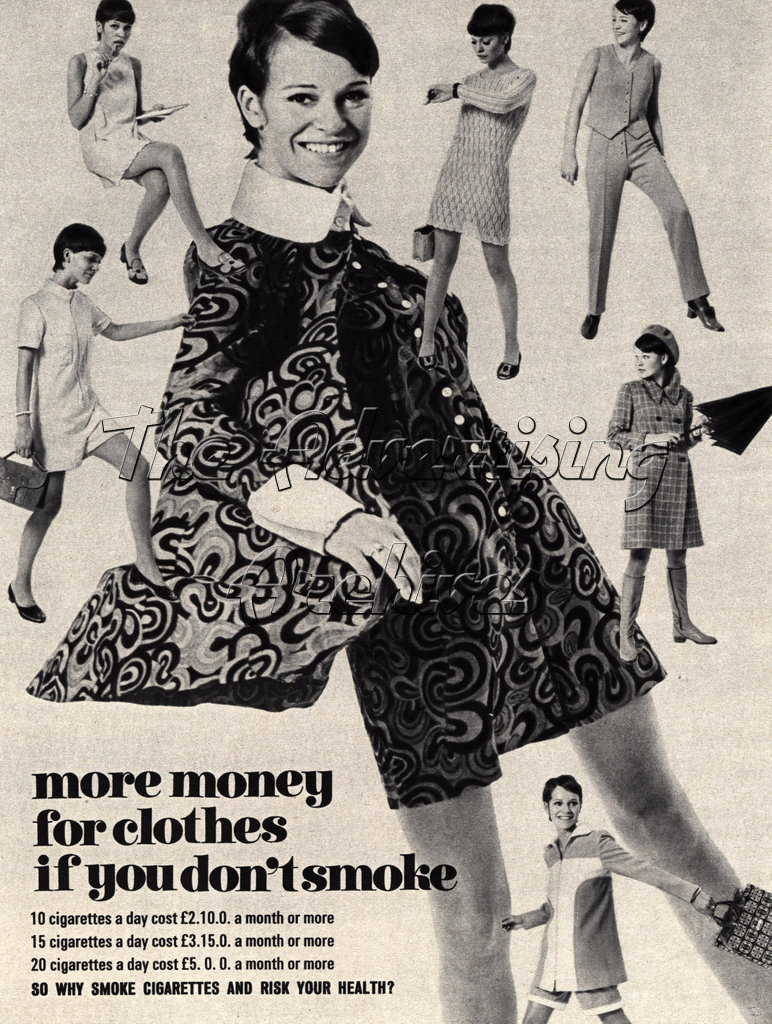 The Advertising
Archives
more money
for clothes
if you don't smoke
10 cigarettes a day cost £2.10.0. a month or more
15 cigarettes a day cost £3.15.0. a month or more
20 cigarettes a day cost £5. 0. 0. a month or more
SO WHY SMOKE CIGARETTES AND RISK YOUR HEALTH?